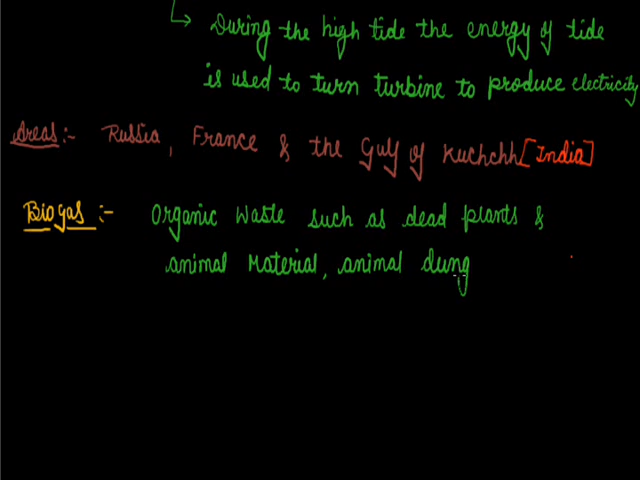 During the high tide the energy of tide
is used to turn turbine to produce electricity
Areas:- Russia, France & the Gulf of Kuchchh [India]
Biogas:- Organic Waste such as dead plants &
animal Material, animal dung